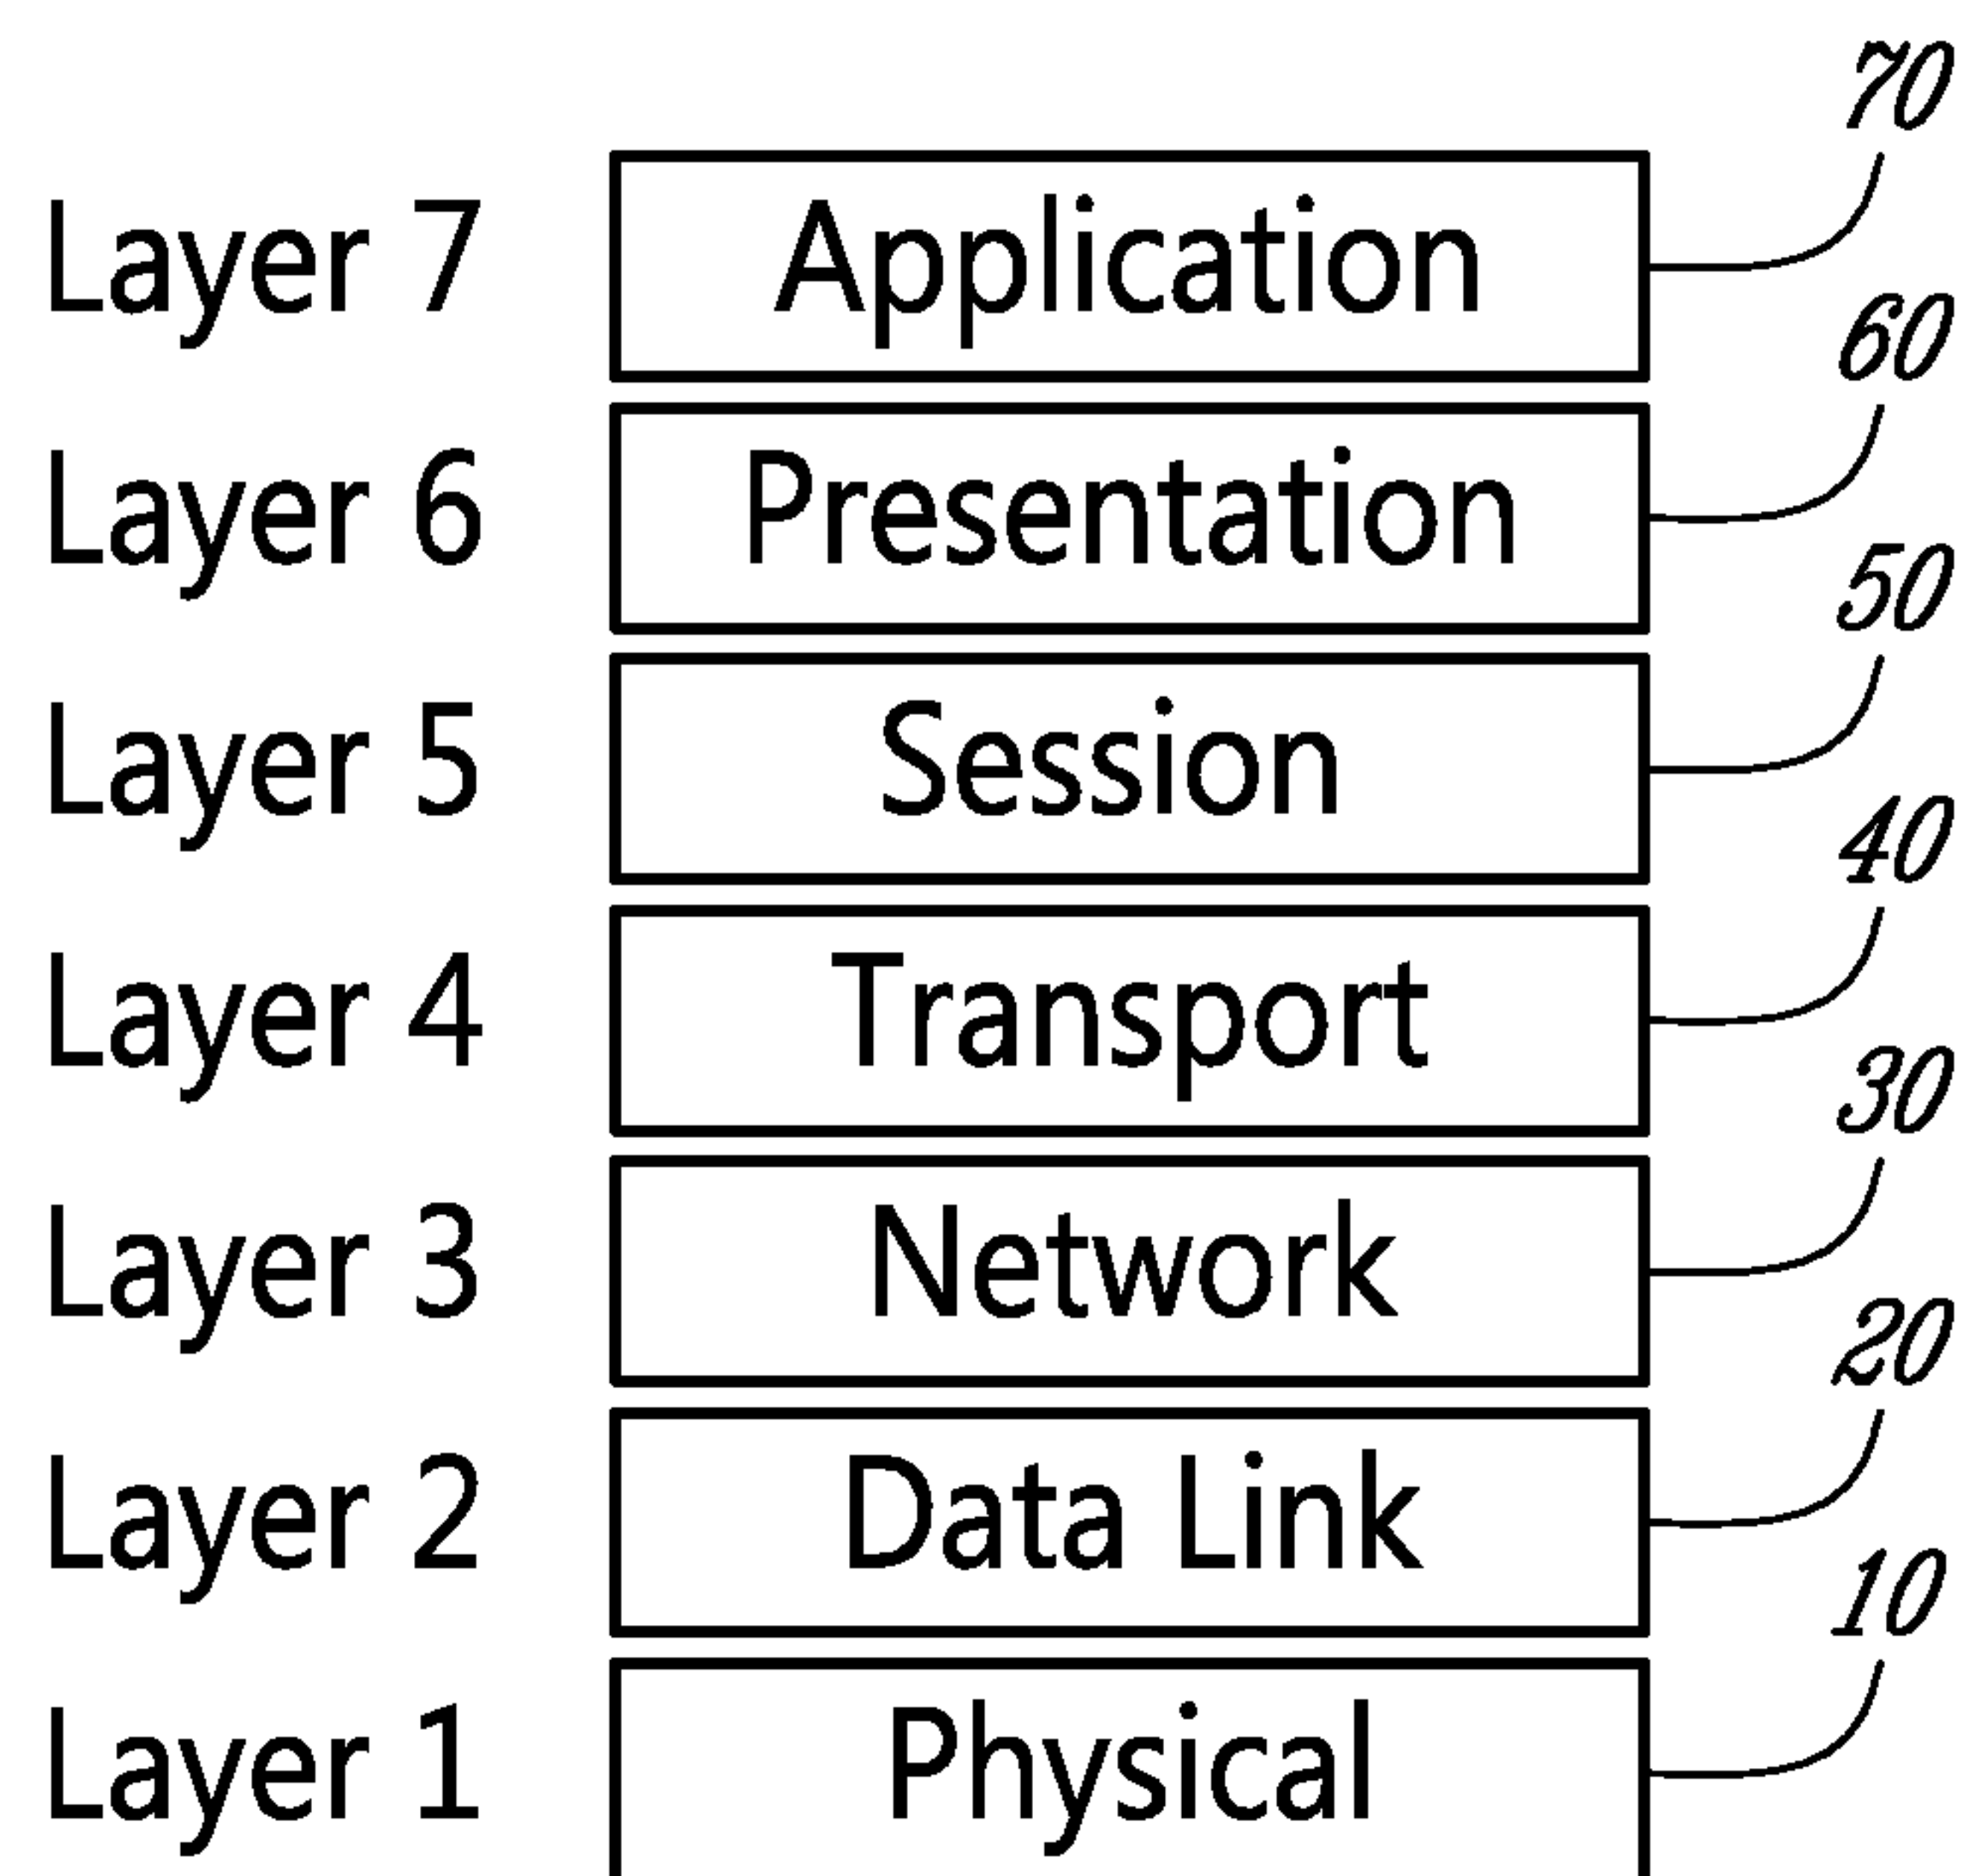 70
Layer 7 Application
60
Layer 6 Presentation
50
Layer 5 Session
40
Layer 4 Transport
30
Layer 3 Network
20
Layer 2 Data Link
10
Layer 1 Physical